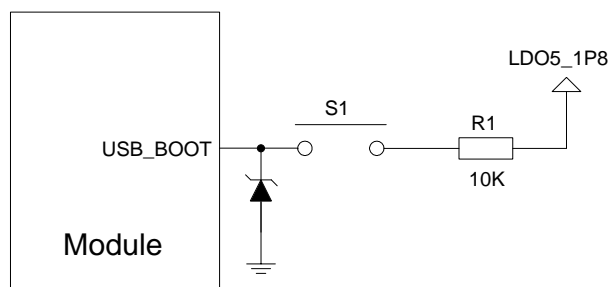 LDO5_1P8
S1
R1
USB_BOOT
10K
Module